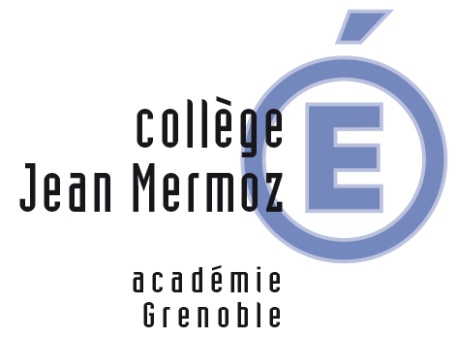 collège
Jean Mermoz
É
académie
Grenoble